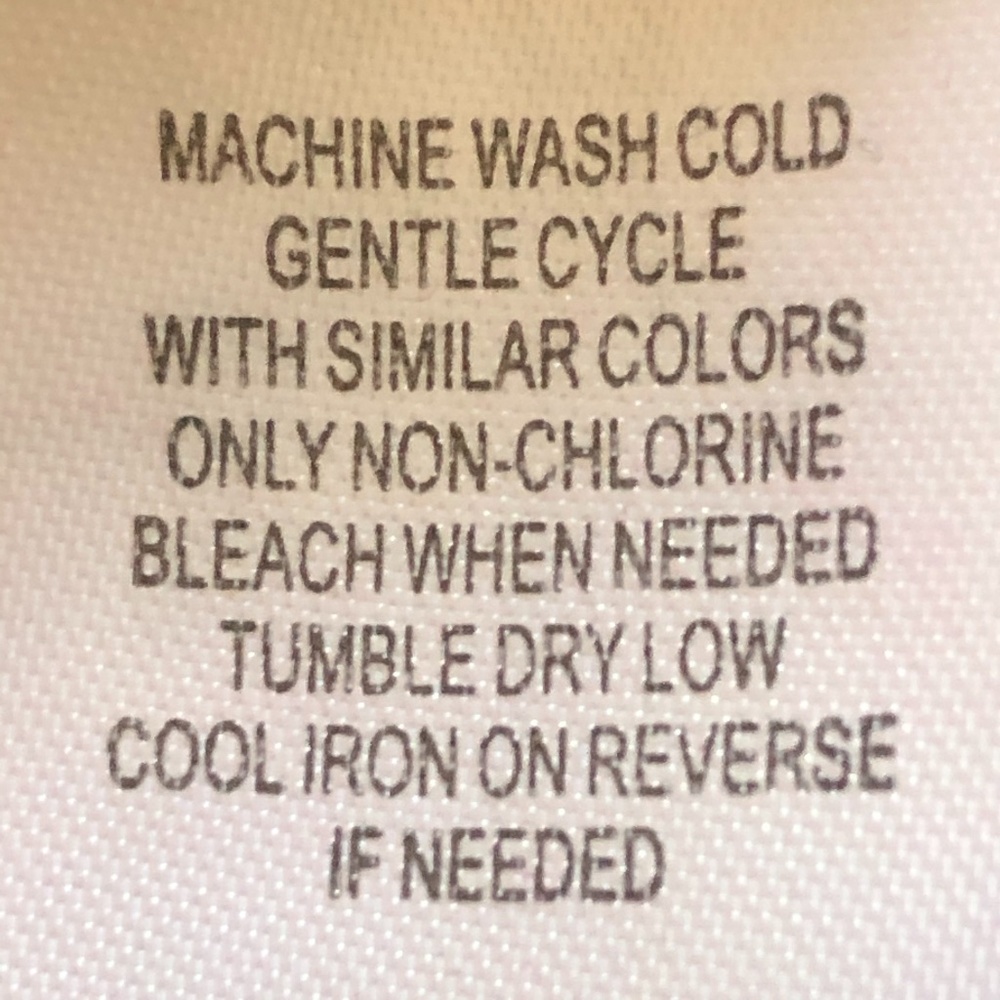 MACHINE WASH COLD
GENTLE CYCLE
WITH SIMILAR COLORS
ONLY NON-CHLORINE
BLEACH WHEN NEEDED
TUMBLE DRY LOW
COOL IRON ON REVERSE
IF NEEDED